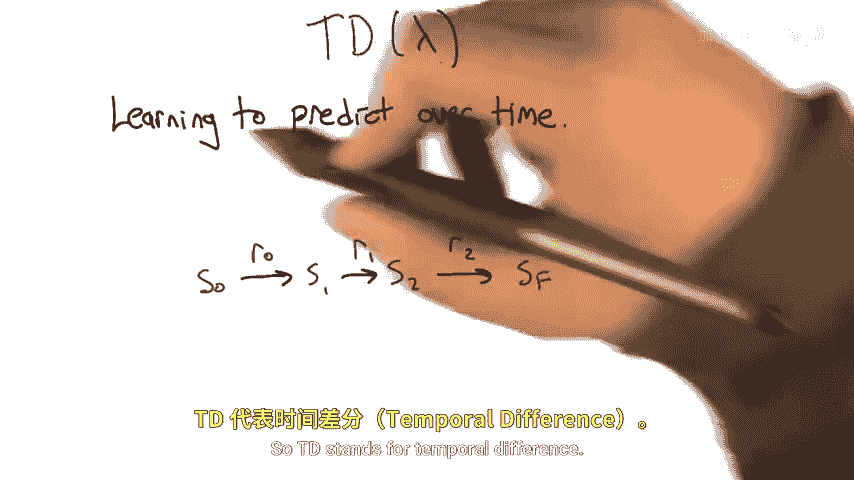 TD(λ)
Learning to predict over time.
S₀ →r₀ S₁ →r₁ S₂ →r₂ S_F
TD 代表时间差分（Temporal Difference）。
So TD stands for temporal difference.